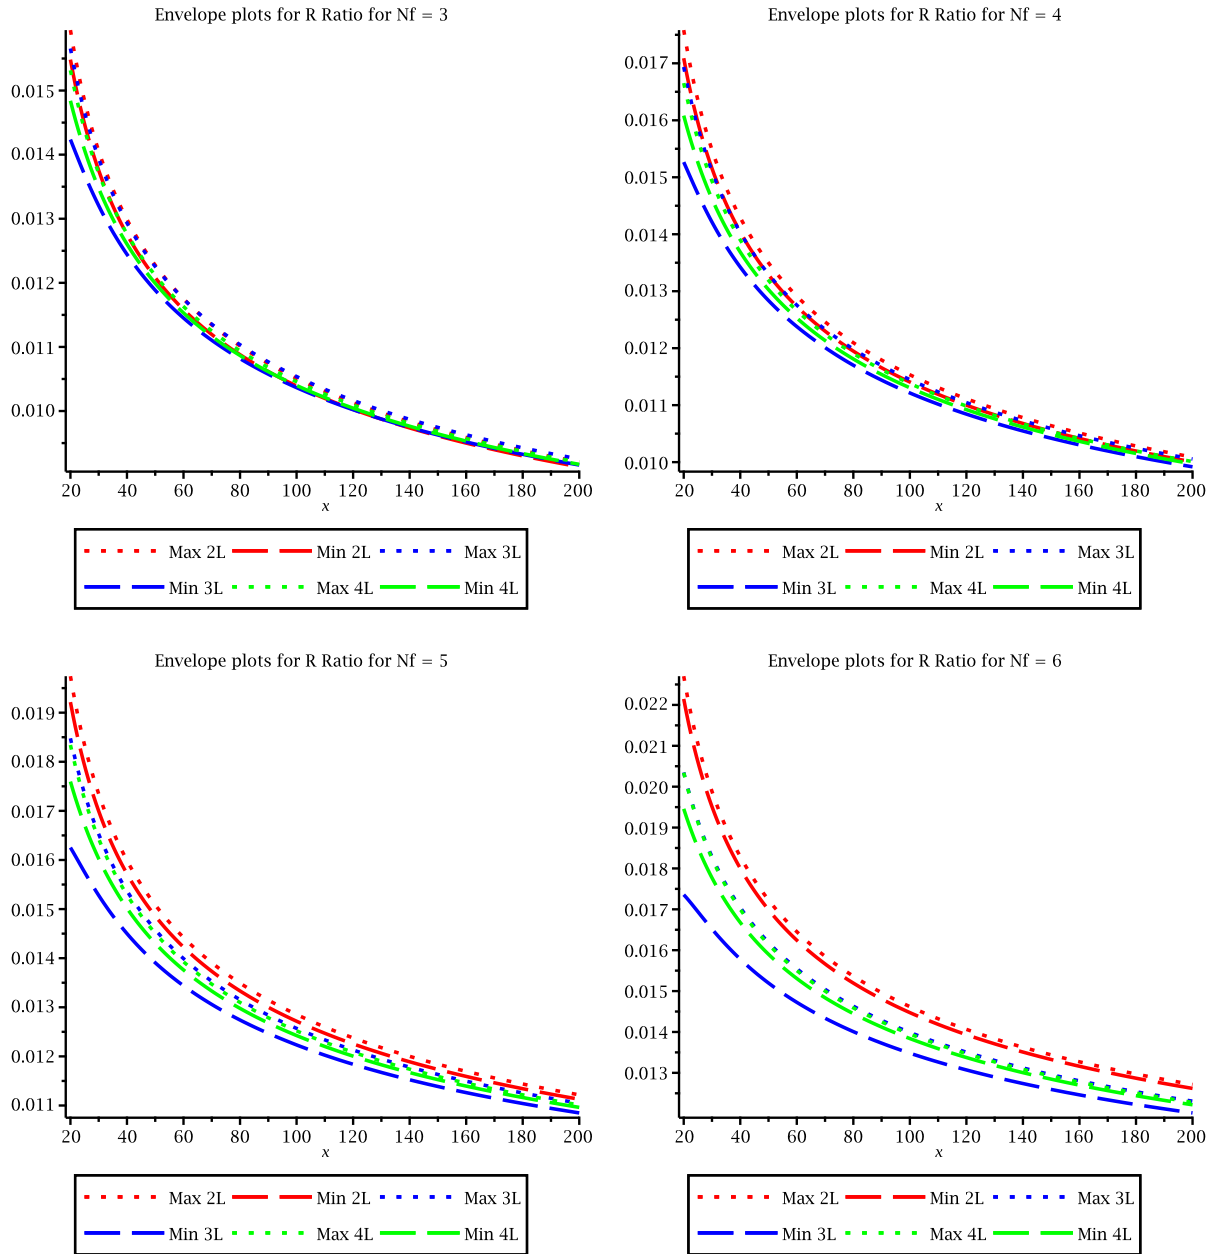 Envelope plots for R Ratio for Nf = 3
0.015
0.014
0.013
0.012
0.011
0.010
20 40 60 80 100 120 140 160 180 200
x
Max 2L Min 2L Max 3L
Min 3L Max 4L Min 4L
Envelope plots for R Ratio for Nf = 4
0.017
0.016
0.015
0.014
0.013
0.012
0.011
0.010
20 40 60 80 100 120 140 160 180 200
x
Max 2L Min 2L Max 3L
Min 3L Max 4L Min 4L
Envelope plots for R Ratio for Nf = 5
0.019
0.018
0.017
0.016
0.015
0.014
0.013
0.012
0.011
20 40 60 80 100 120 140 160 180 200
x
Max 2L Min 2L Max 3L
Min 3L Max 4L Min 4L
Envelope plots for R Ratio for Nf = 6
0.022
0.021
0.020
0.019
0.018
0.017
0.016
0.015
0.014
0.013
20 40 60 80 100 120 140 160 180 200
x
Max 2L Min 2L Max 3L
Min 3L Max 4L Min 4L